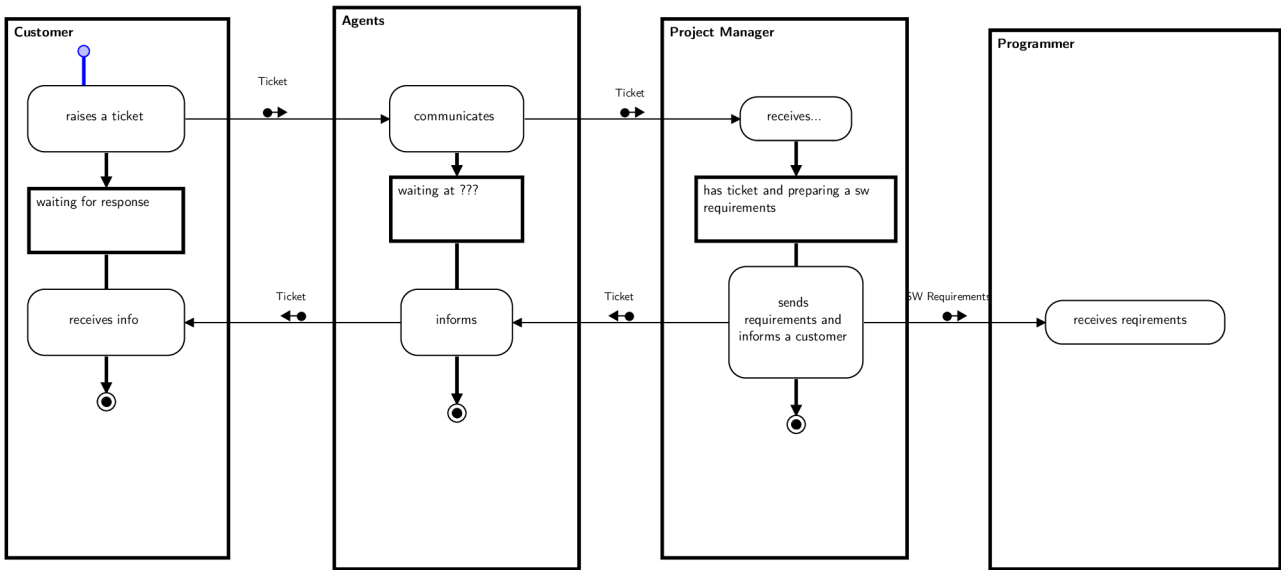 Customer
Agents
Project Manager
Programmer
Ticket
Ticket
raises a ticket
communicates
receives...
waiting for response
waiting at ???
has ticket and preparing a sw
requirements
Ticket
Ticket
SW Requirements
receives info
informs
sends
requirements and
informs a customer
receives reqirements